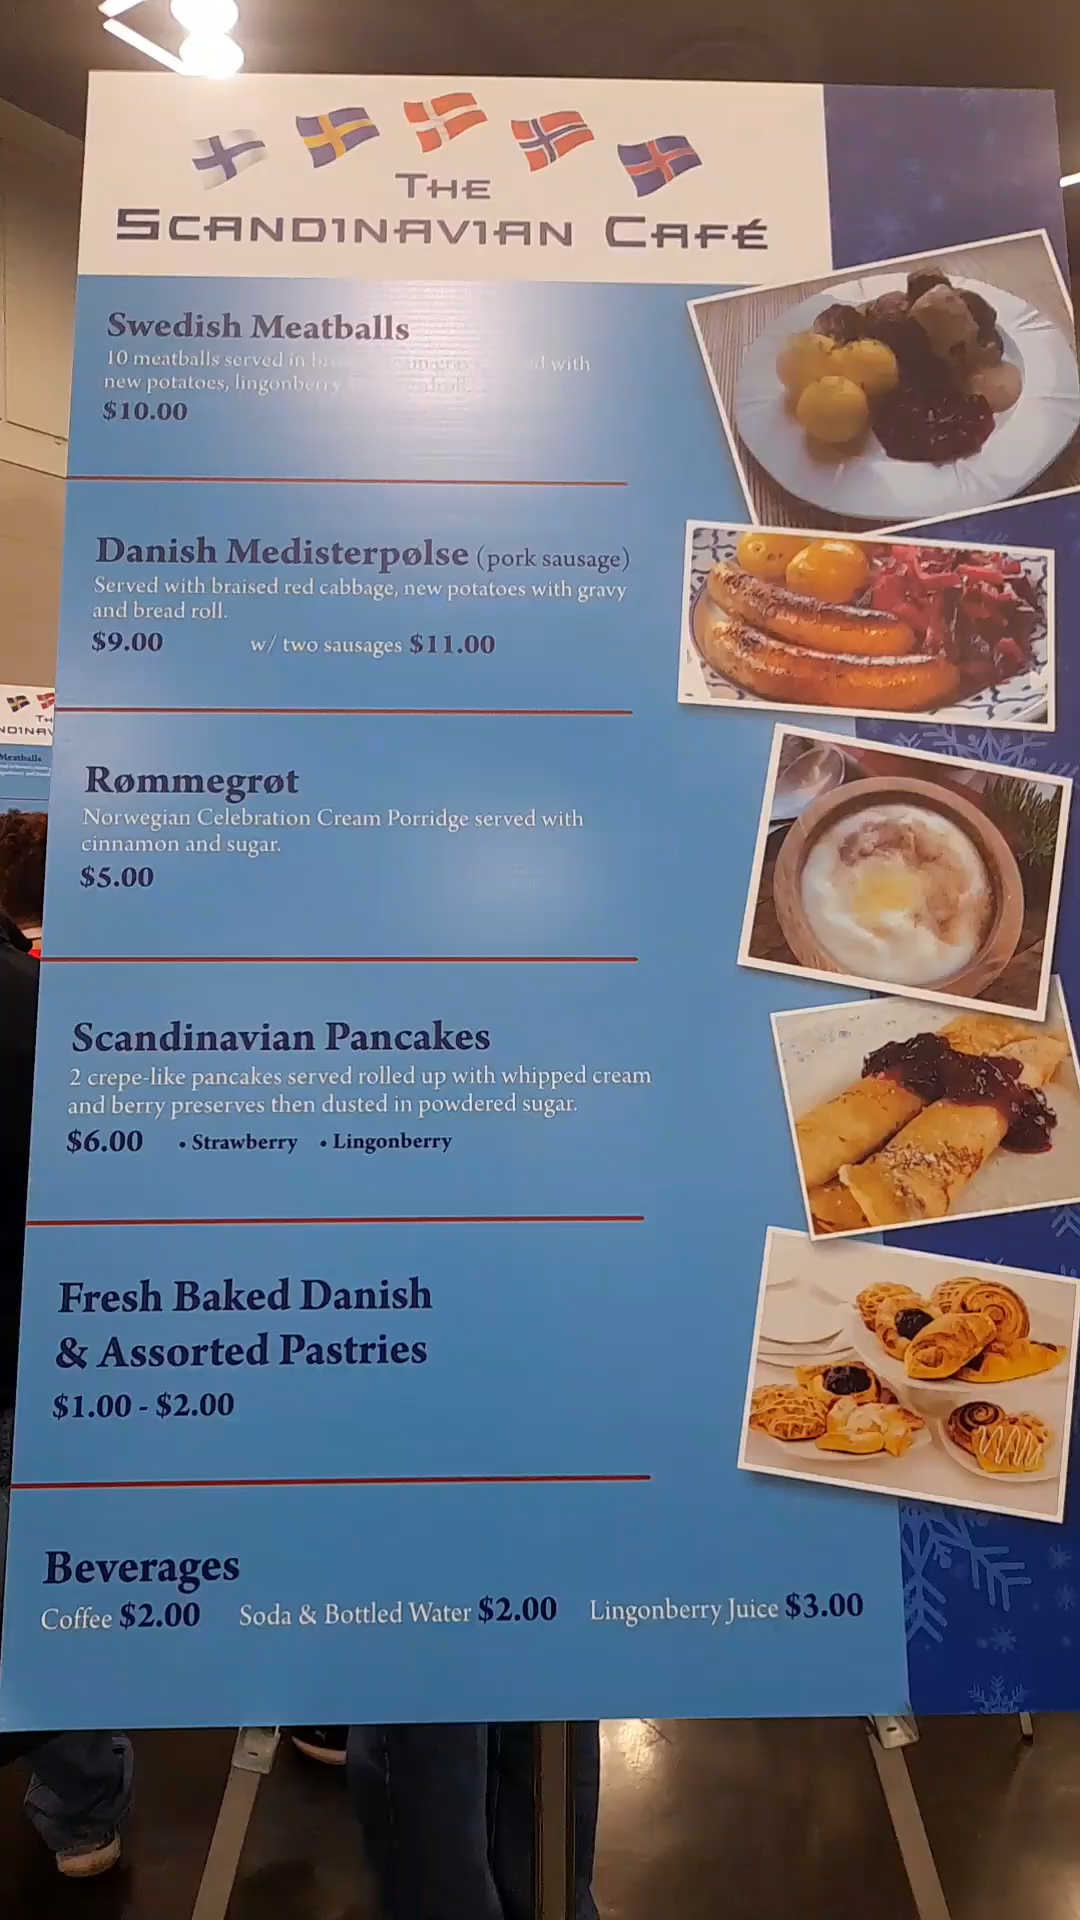 THE
SCANDINAVIAN CAFÉ
Swedish Meatballs
10 meatballs served in with
new potatoes, lingonberry
$10.00
Danish Medisterpølse (pork sausage)
Served with braised red cabbage, new potatoes with gravy
and bread roll.
$9.00 w/ two sausages $11.00
Rømmegrøt
Norwegian Celebration Cream Porridge served with
cinnamon and sugar.
$5.00
Scandinavian Pancakes
2 crepe-like pancakes served rolled up with whipped cream
and berry preserves then dusted in powdered sugar.
$6.00 • Strawberry • Lingonberry
Fresh Baked Danish
& Assorted Pastries
$1.00 - $2.00
Beverages
Coffee $2.00 Soda & Bottled Water $2.00 Lingonberry Juice $3.00
Meatballs